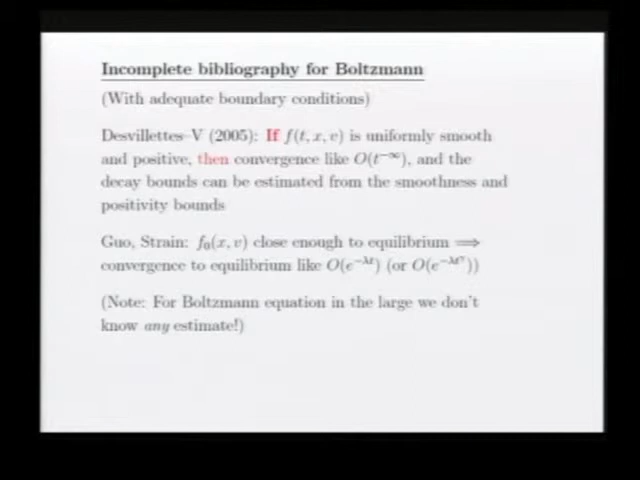 Incomplete bibliography for Boltzmann
(With adequate boundary conditions)
Desvillettes–V (2005): If f(t, x, v) is uniformly smooth
and positive, then convergence like O(t^{−∞}), and the
decay bounds can be estimated from the smoothness and
positivity bounds
Guo, Strain: f₀(x, v) close enough to equilibrium ⟹
convergence to equilibrium like O(e^{−λt}) (or O(e^{−λt^γ}))
(Note: For Boltzmann equation in the large we don't
know any estimate!)